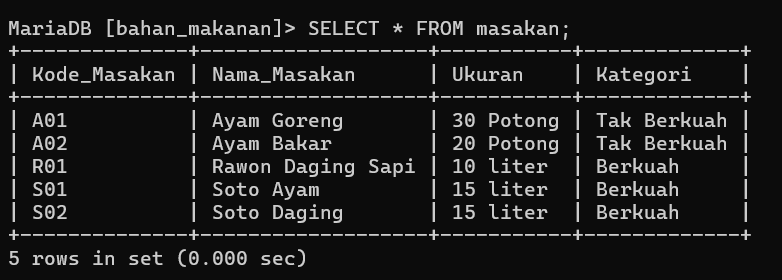 MariaDB [bahan_makanan]> SELECT * FROM masakan;
+--------------+--------------------+-----------+-------------+
| Kode_Masakan | Nama_Masakan       | Ukuran    | Kategori    |
+--------------+--------------------+-----------+-------------+
| A01          | Ayam Goreng        | 30 Potong | Tak Berkuah |
| A02          | Ayam Bakar         | 20 Potong | Tak Berkuah |
| R01          | Rawon Daging Sapi | 10 liter  | Berkuah     |
| S01          | Soto Ayam          | 15 liter  | Berkuah     |
| S02          | Soto Daging        | 15 liter  | Berkuah     |
+--------------+--------------------+-----------+-------------+
5 rows in set (0.000 sec)